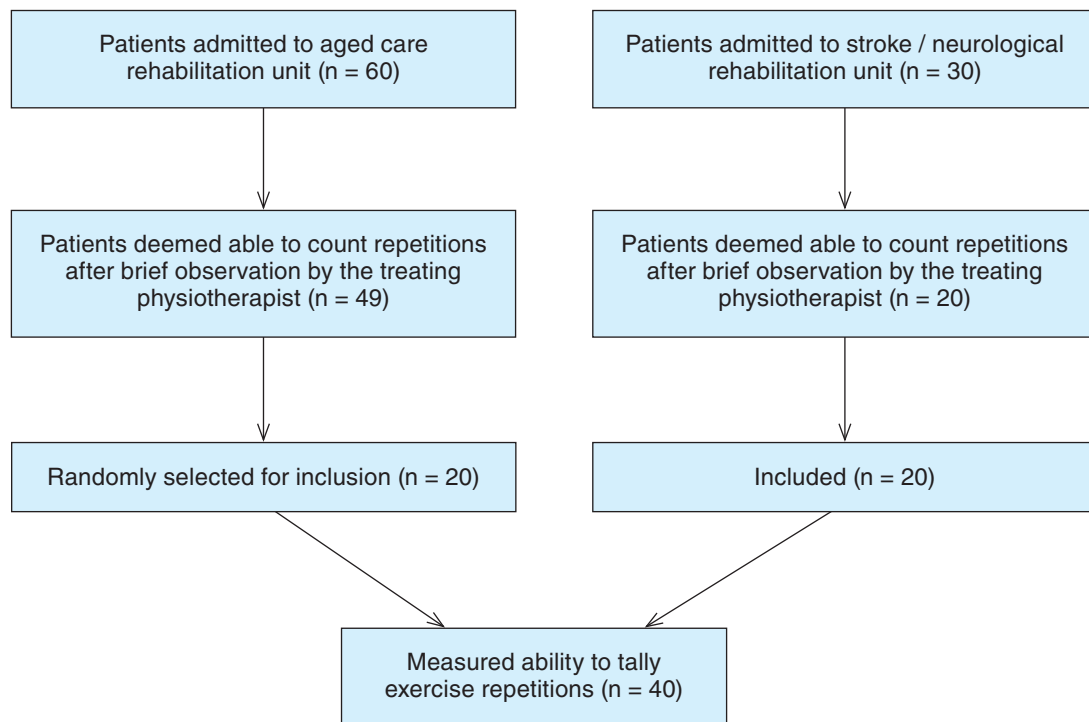 Patients admitted to aged care
rehabilitation unit (n = 60)
Patients admitted to stroke / neurological
rehabilitation unit (n = 30)
Patients deemed able to count repetitions
after brief observation by the treating
physiotherapist (n = 49)
Patients deemed able to count repetitions
after brief observation by the treating
physiotherapist (n = 20)
Randomly selected for inclusion (n = 20)
Included (n = 20)
Measured ability to tally
exercise repetitions (n = 40)